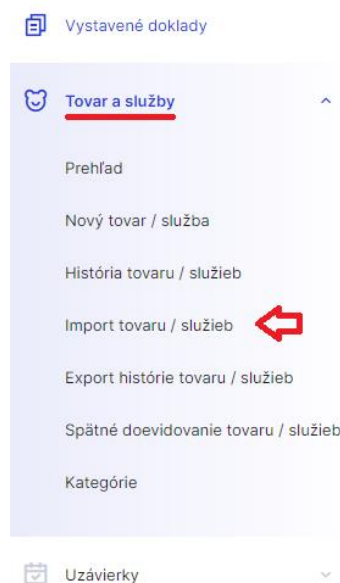 Vystavené doklady
Tovar a služby
Prehľad
Nový tovar / služba
História tovaru / služieb
Import tovaru / služieb
Export histórie tovaru / služieb
Spätné doevidovanie tovaru / služieb
Kategórie
Uzávierky